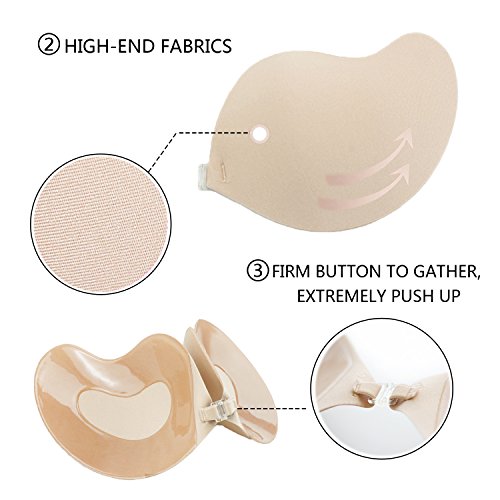 ② HIGH-END FABRICS
③ FIRM BUTTON TO GATHER,
EXTREMELY PUSH UP